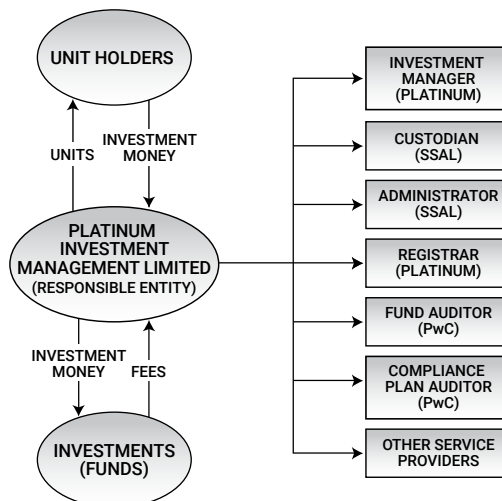 UNIT HOLDERS
UNITS
INVESTMENT
MONEY
PLATINUM
INVESTMENT
MANAGEMENT LIMITED
(RESPONSIBLE ENTITY)
INVESTMENT
MONEY
FEES
INVESTMENTS
(FUNDS)
INVESTMENT
MANAGER
(PLATINUM)
CUSTODIAN
(SSAL)
ADMINISTRATOR
(SSAL)
REGISTRAR
(PLATINUM)
FUND AUDITOR
(PwC)
COMPLIANCE
PLAN AUDITOR
(PwC)
OTHER SERVICE
PROVIDERS